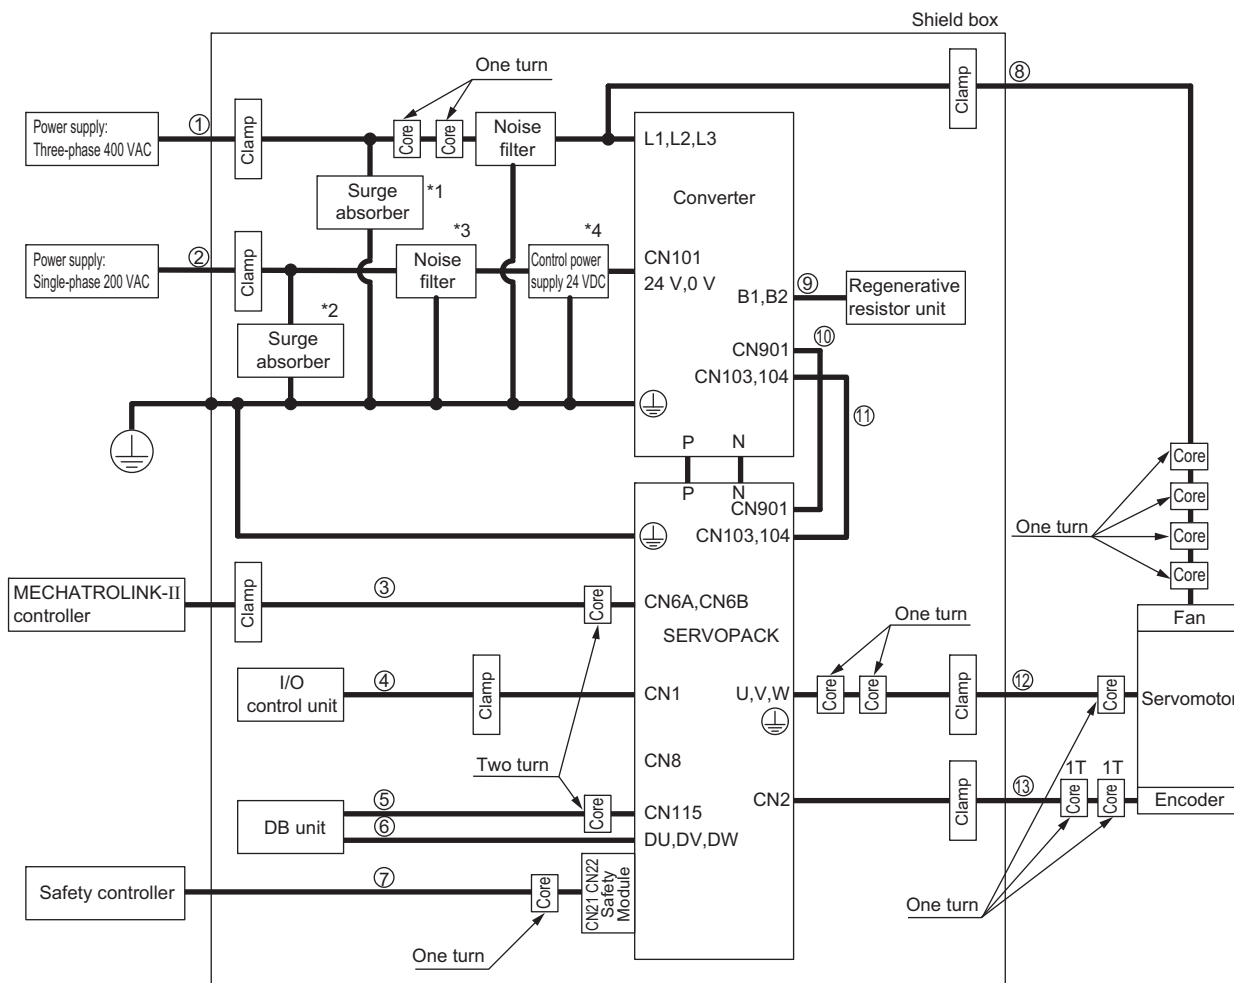 Shield box
One turn
⑧
Clamp
Power supply:
Three-phase 400 VAC
①
Clamp
Core
Core
Noise
filter
L1,L2,L3
Surge
absorber
*1
Converter
Power supply:
Single-phase 200 VAC
②
Clamp
*3
Noise
filter
*4
Control power
supply 24 VDC
CN101
24 V,0 V
*2
Surge
absorber
B1,B2
⑨
Regenerative
resistor unit
CN901
⑩
CN103,104
⑪
P
N
P
N
CN901
CN103,104
One turn
Core
Core
Core
Core
Fan
MECHATROLINK-II
controller
Clamp
③
Core
CN6A,CN6B
SERVOPACK
One turn
I/O
control unit
④
Clamp
CN1
U,V,W
Core
Core
Clamp
⑫
Core
Servomotor
Two turn
CN8
DB unit
⑤
⑥
Core
CN115
DU,DV,DW
CN2
Clamp
⑬
1T
1T
Core
Core
Encoder
Safety controller
⑦
Core
CN21 CN22
Safety
Module
One turn
One turn